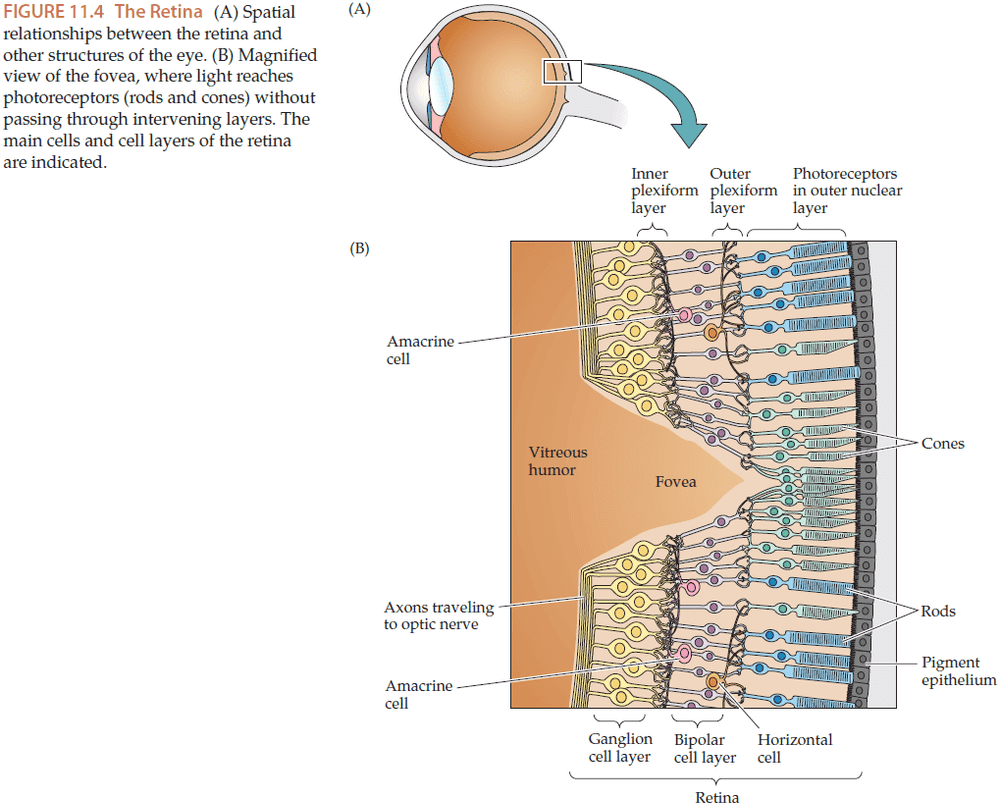 FIGURE 11.4 The Retina (A) Spatial
relationships between the retina and
other structures of the eye. (B) Magnified
view of the fovea, where light reaches
photoreceptors (rods and cones) without
passing through intervening layers. The
main cells and cell layers of the retina
are indicated.
(A)
Inner
plexiform
layer
Outer
plexiform
layer
Photoreceptors
in outer nuclear
layer
(B)
Amacrine
cell
Cones
Vitreous
humor
Fovea
Axons traveling
to optic nerve
Rods
Pigment
epithelium
Amacrine
cell
Ganglion
cell layer
Bipolar
cell layer
Horizontal
cell
Retina